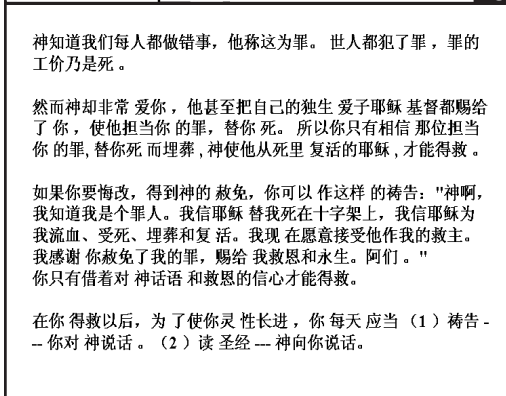 神知道我们每人都做错事，他称这为罪。 世人都犯了罪，罪的
工价乃是死。
然而神却非常 爱你，他甚至把自己的独生 爱子耶稣 基督都赐给
了 你，使他担当你 的罪，替你 死。 所以你只有相信 那位担当
你 的罪, 替你死 而埋葬 , 神使他从死里 复活的耶稣 , 才能得救 。
如果你要悔改，得到神的 赦免，你可以 作这样 的祷告："神啊，
我知道我是个罪人。我信耶稣 替我死在十字架上，我信耶稣为
我流血、受死、埋葬和复 活。我现 在愿意接受他作我的救主。
我感谢 你赦免了我的罪，赐给 我救恩和永生。阿们 。"
你只有借着对 神话语 和救恩的信心才能得救。
在你 得救以后，为 了使你灵 性长进 ，你 每天 应当 （1 ）祷告 -
-- 你对 神说话 。（2 ）读 圣经 --- 神向你说话。